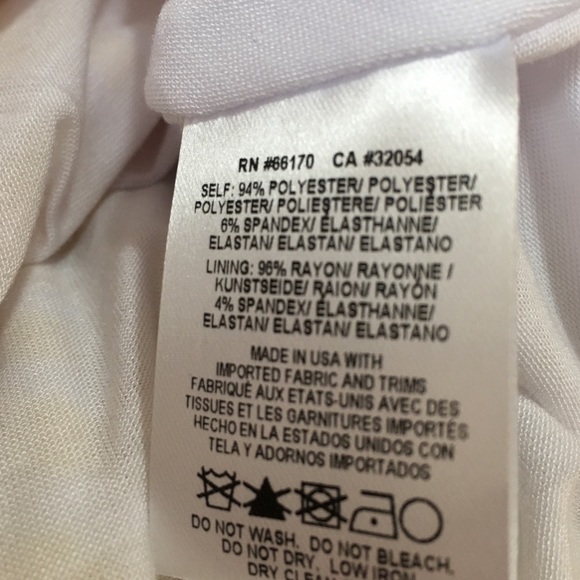 RN #66170 CA #32054
SELF: 94% POLYESTER/ POLYESTER/
POLYESTER/ POLIESTERE/ POLIÉSTER
6% SPANDEX/ ÉLASTHANNE/
ELASTAN/ ELASTAN/ ELASTANO
LINING: 96% RAYON/ RAYONNE /
KUNSTSEIDE/ RAION/ RAYÓN
4% SPANDEX/ ÉLASTHANNE/
ELASTAN/ ELASTAN/ ELASTANO
MADE IN USA WITH
IMPORTED FABRIC AND TRIMS
FABRIQUÉ AUX ETATS-UNIS AVEC DES
TISSUES ET LES GARNITURES IMPORTÉS
HECHO EN LA ESTADOS UNIDOS CON
TELA Y ADORNOS IMPORTADOS
DO NOT WASH. DO NOT BLEACH.
DO NOT DRY. LOW IRON.
DRY CLEAN